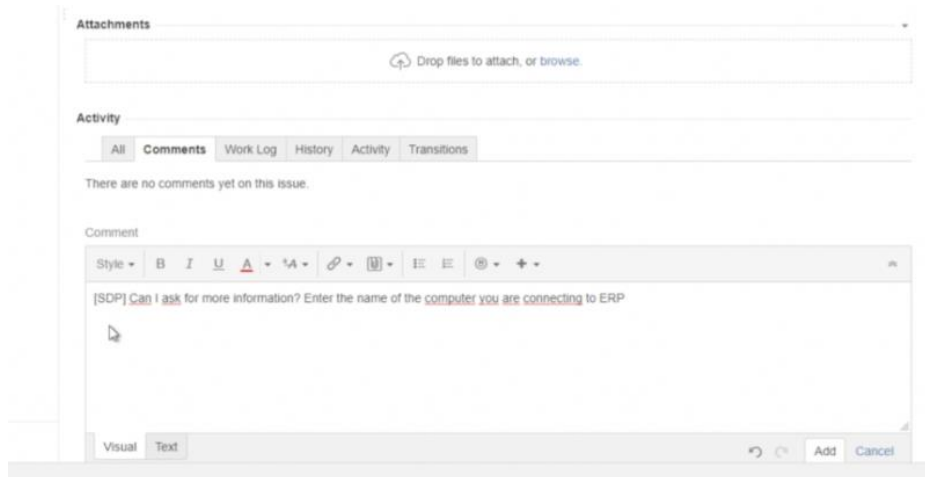 Attachments
Drop files to attach, or browse.
Activity
All Comments Work Log History Activity Transitions
There are no comments yet on this issue.
Comment
Style B I U A A
[SDP] Can I ask for more information? Enter the name of the computer you are connecting to ERP
Visual Text Add Cancel